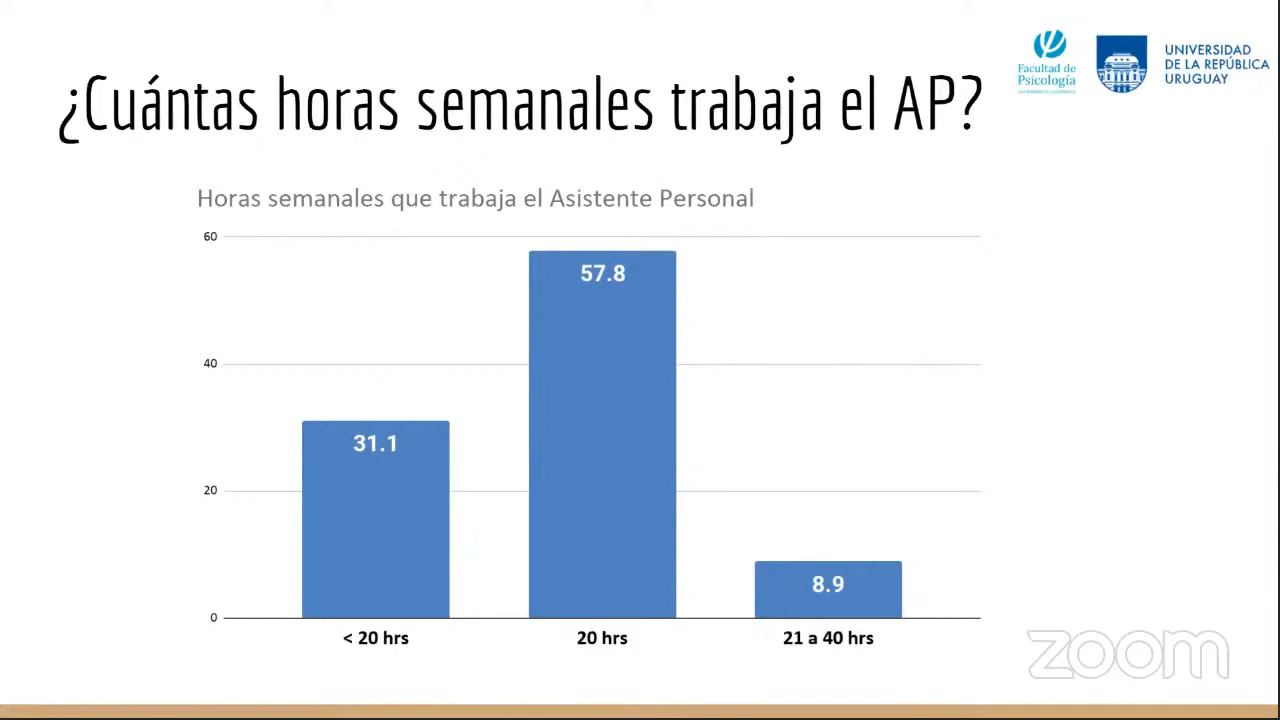 Facultad de
Psicología
UNIVERSIDAD
DE LA REPÚBLICA
URUGUAY
¿Cuántas horas semanales trabaja el AP?
Horas semanales que trabaja el Asistente Personal
60
40
20
0
31.1
57.8
8.9
< 20 hrs
20 hrs
21 a 40 hrs
zoom